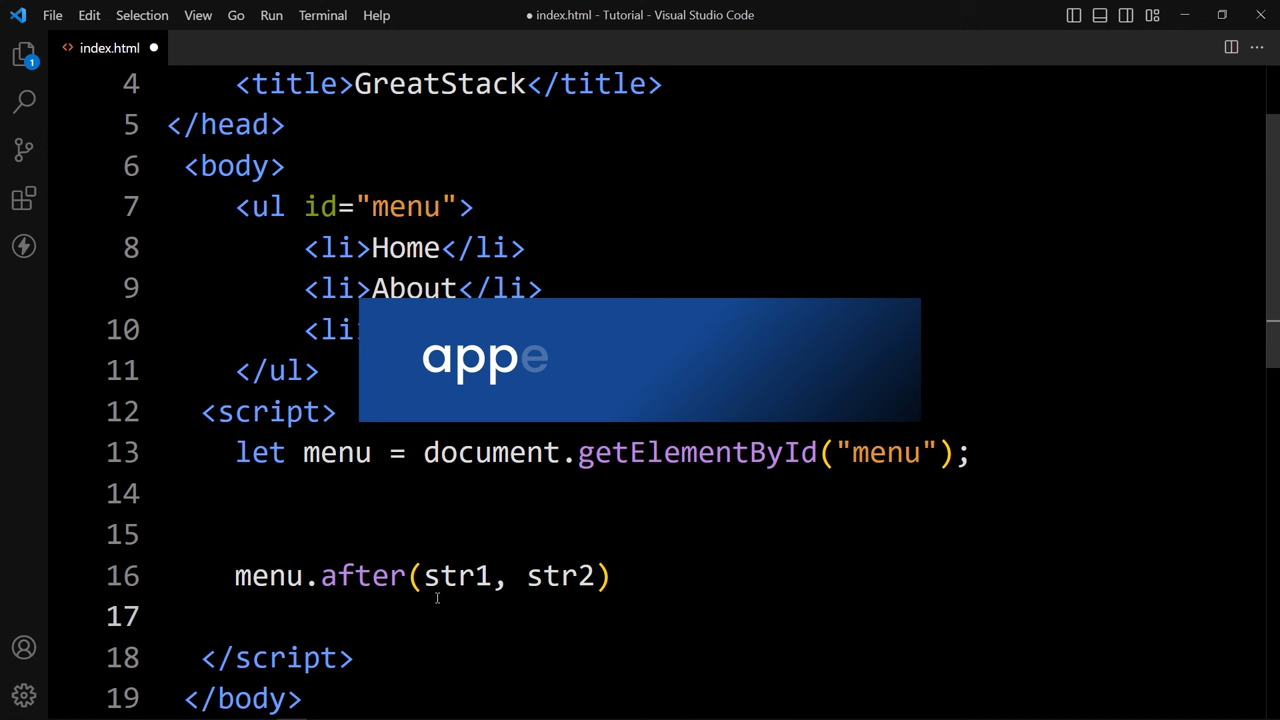 File Edit Selection View Go Run Terminal Help
● index.html - Tutorial - Visual Studio Code
<> index.html ●
1
4 <title>GreatStack</title>
5 </head>
6 <body>
7 <ul id="menu">
8 <li>Home</li>
9 <li>About</li>
10 <li
appe
11 </ul>
12 <script>
13 let menu = document.getElementById("menu");
14
15
16 menu.after(str1, str2)
17
18 </script>
19 </body>